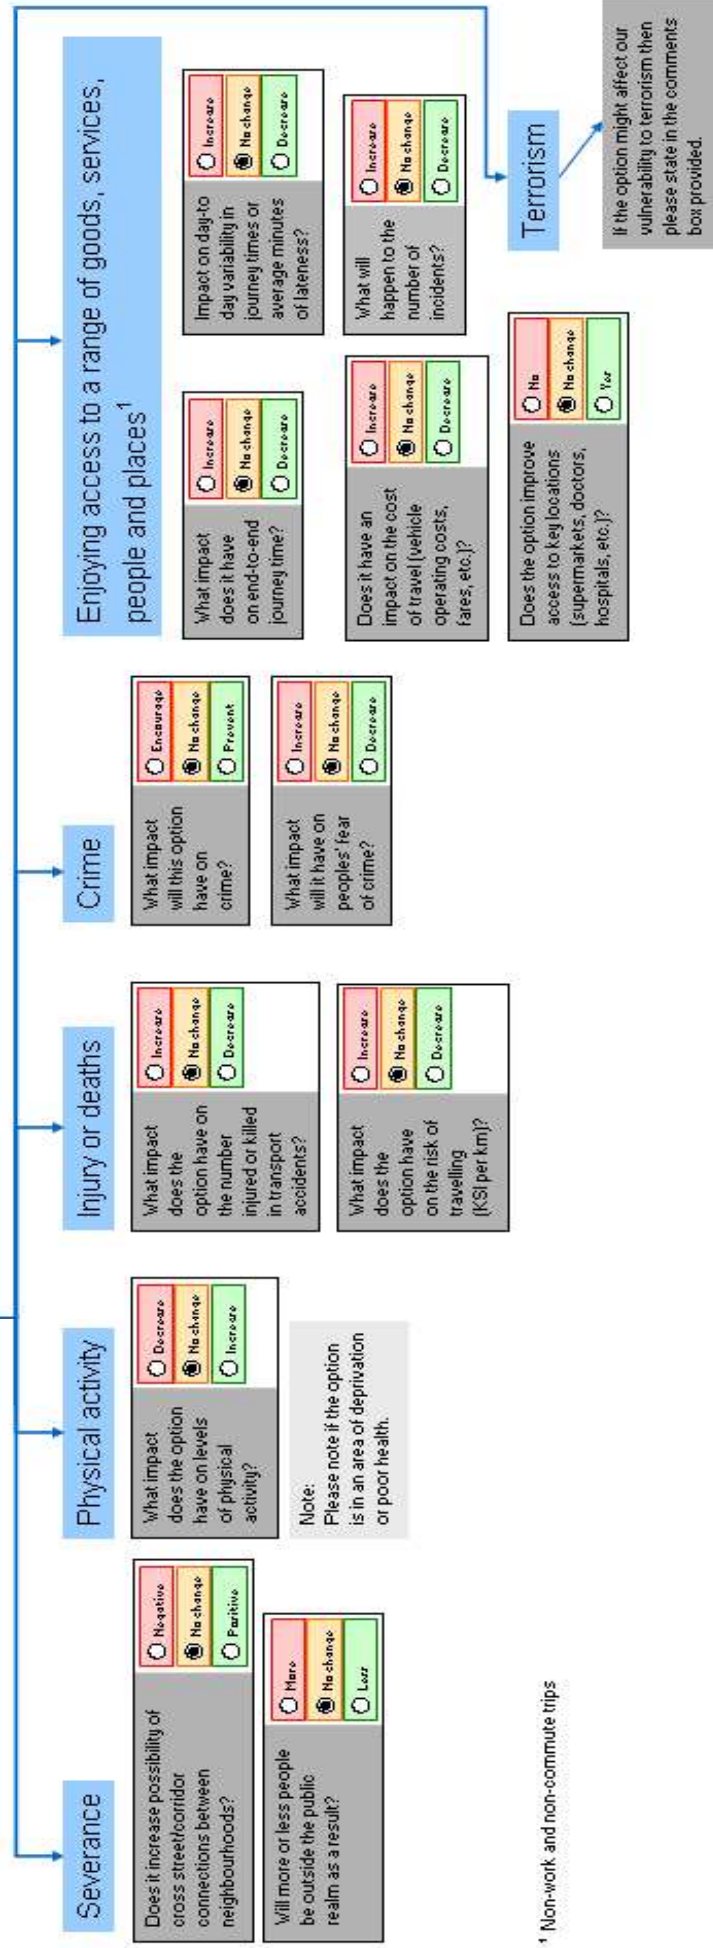 Severance
Does it increase possibility of
cross street/corridor
connections between
neighbourhoods?
Negative
No change
Positive
Will more or less people
be outside the public
realm as a result?
More
No change
Less
Physical activity
What impact
does the option
have on levels
of physical
activity?
Decrease
No change
Increase
Note:
Please note if the option
is in an area of deprivation
or poor health.
Injury or deaths
What impact
does the
option have on
the number
injured or killed
in transport
accidents?
Increase
No change
Decrease
What impact
does the
option have
on the risk of
travelling
(KSI per km)?
Increase
No change
Decrease
Crime
What impact
will this option
have on
crime?
Encourage
No change
Prevent
What impact
will it have on
peoples' fear
of crime?
Increase
No change
Decrease
Enjoying access to a range of goods, services,
people and places¹
What impact
does it have
on end-to-end
journey time?
Increase
No change
Decrease
Impact on day-to
day variability in
journey times or
average minutes
of lateness?
Increase
No change
Decrease
Does it have an
impact on the cost
of travel (vehicle
operating costs,
fares, etc.)?
Increase
No change
Decrease
What will
happen to the
number of
incidents?
Increase
No change
Decrease
Does the option improve
access to key locations
(supermarkets, doctors,
hospitals, etc.)?
No
No change
Yes
Terrorism
If the option might affect our
vulnerability to terrorism then
please state in the comments
box provided.
¹ Non-work and non-commute trips